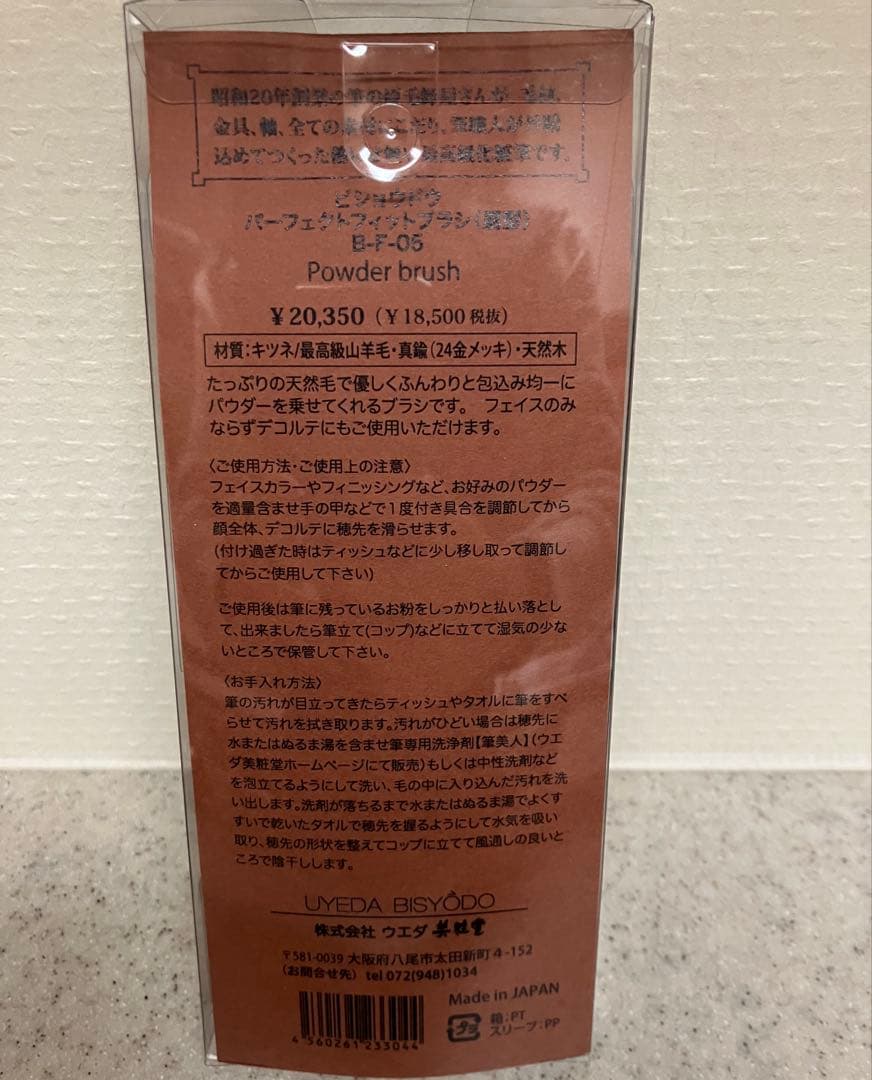 昭和20年創業の筆の
金具、軸、全ての素材にこだり、筆職人が
込めてつくった 最高級化粧筆です。
ビショウドウ
パーフェクトフィットブラシ
B-F-05
Powder brush
¥20,350(¥18,500税抜)
材質:キツネ/最高級山羊毛・真鍮(24金メッキ)・天然木
たっぷりの天然毛で優しくふんわりと包込み均一に
パウダーを乗せてくれるブラシです。 フェイスのみ
ならずデコルテにもご使用いただけます。
〈ご使用方法・ご使用上の注意〉
フェイスカラーやフィニッシングなど、お好みのパウダー
を適量含ませ手の甲などで1度付き具合を調節してから
顔全体、デコルテに穂先を滑らせます。
(付け過ぎた時はティッシュなどに少し移し取って調節し
てからご使用して下さい)
ご使用後は筆に残っているお粉をしっかりと払い落とし
て、出来ましたら筆立て(コップ)などに立てて湿気の少な
いところで保管して下さい。
〈お手入れ方法〉
筆の汚れが目立ってきたらティッシュやタオルに筆をすべ
らせて汚れを拭き取ります。汚れがひどい場合は穂先に
水またはぬるま湯を含ませ筆専用洗浄剤【筆美人】(ウエ
ダ美粧堂ホームページにて販売)もしくは中性洗剤など
を泡立てるようにして洗い、毛の中に入り込んだ汚れを洗
い出します。洗剤が落ちるまで水またはぬるま湯でよくす
すいで乾いたタオルで穂先を握るようにして水気を吸い
取り、穂先の形状を整えてコップに立てて風通しの良いと
ころで陰干しします。
UYEDA BISYŌDO
株式会社 ウエダ美粧堂
〒581-0039 大阪府八尾市太田新町4-152
(お問合せ先) tel.072(948)1034
Made in JAPAN
箱:PT
スリーブ:PP
プラ
4 560261 233044